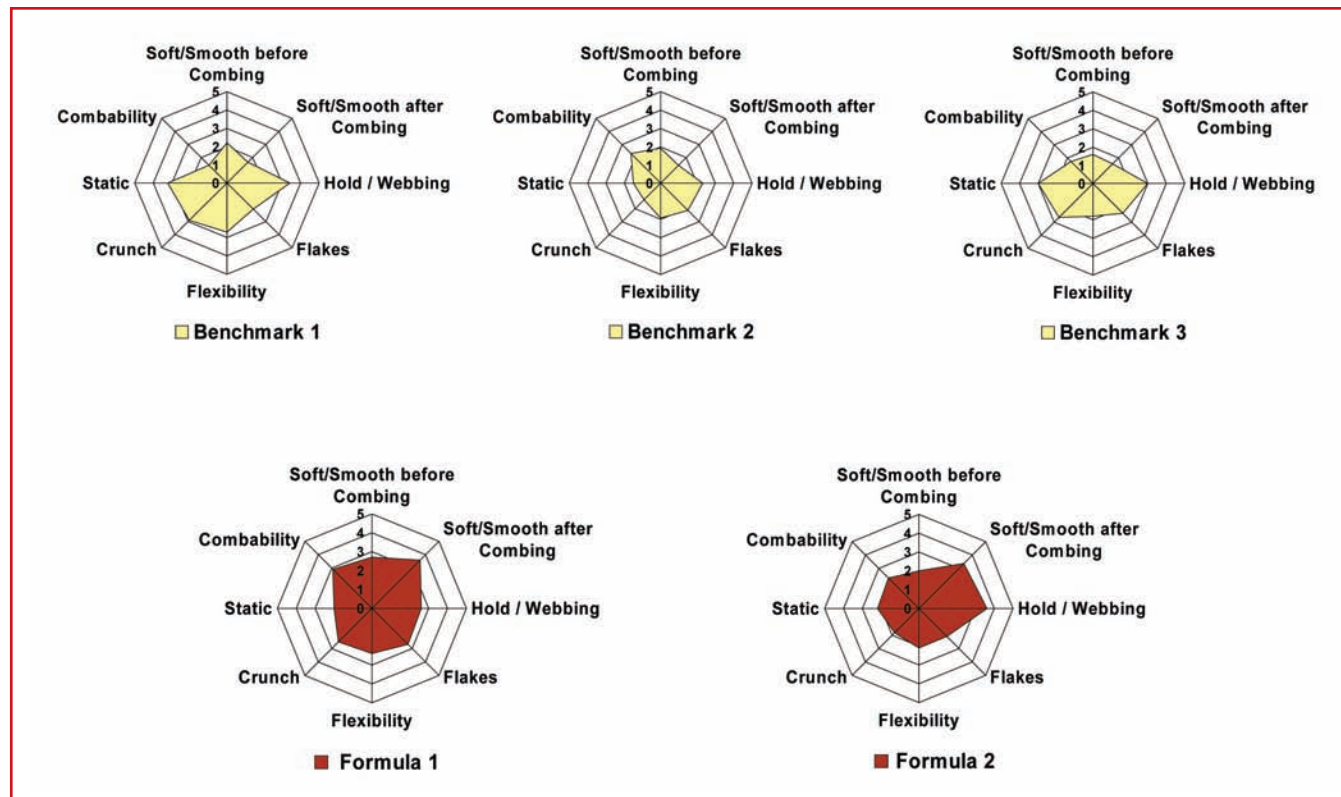 Soft/Smooth before
Combing
5
4
3
2
1
0
Soft/Smooth after
Combing
Hold / Webbing
Flakes
Flexibility
Crunch
Static
Combability
Benchmark 1
Soft/Smooth before
Combing
5
4
3
2
1
0
Soft/Smooth after
Combing
Hold / Webbing
Flakes
Flexibility
Crunch
Static
Combability
Benchmark 2
Soft/Smooth before
Combing
5
4
3
2
1
0
Soft/Smooth after
Combing
Hold / Webbing
Flakes
Flexibility
Crunch
Static
Combability
Benchmark 3
Soft/Smooth before
Combing
5
4
3
2
1
0
Soft/Smooth after
Combing
Hold / Webbing
Flakes
Flexibility
Crunch
Static
Combability
Formula 1
Soft/Smooth before
Combing
5
4
3
2
1
0
Soft/Smooth after
Combing
Hold / Webbing
Flakes
Flexibility
Crunch
Static
Combability
Formula 2